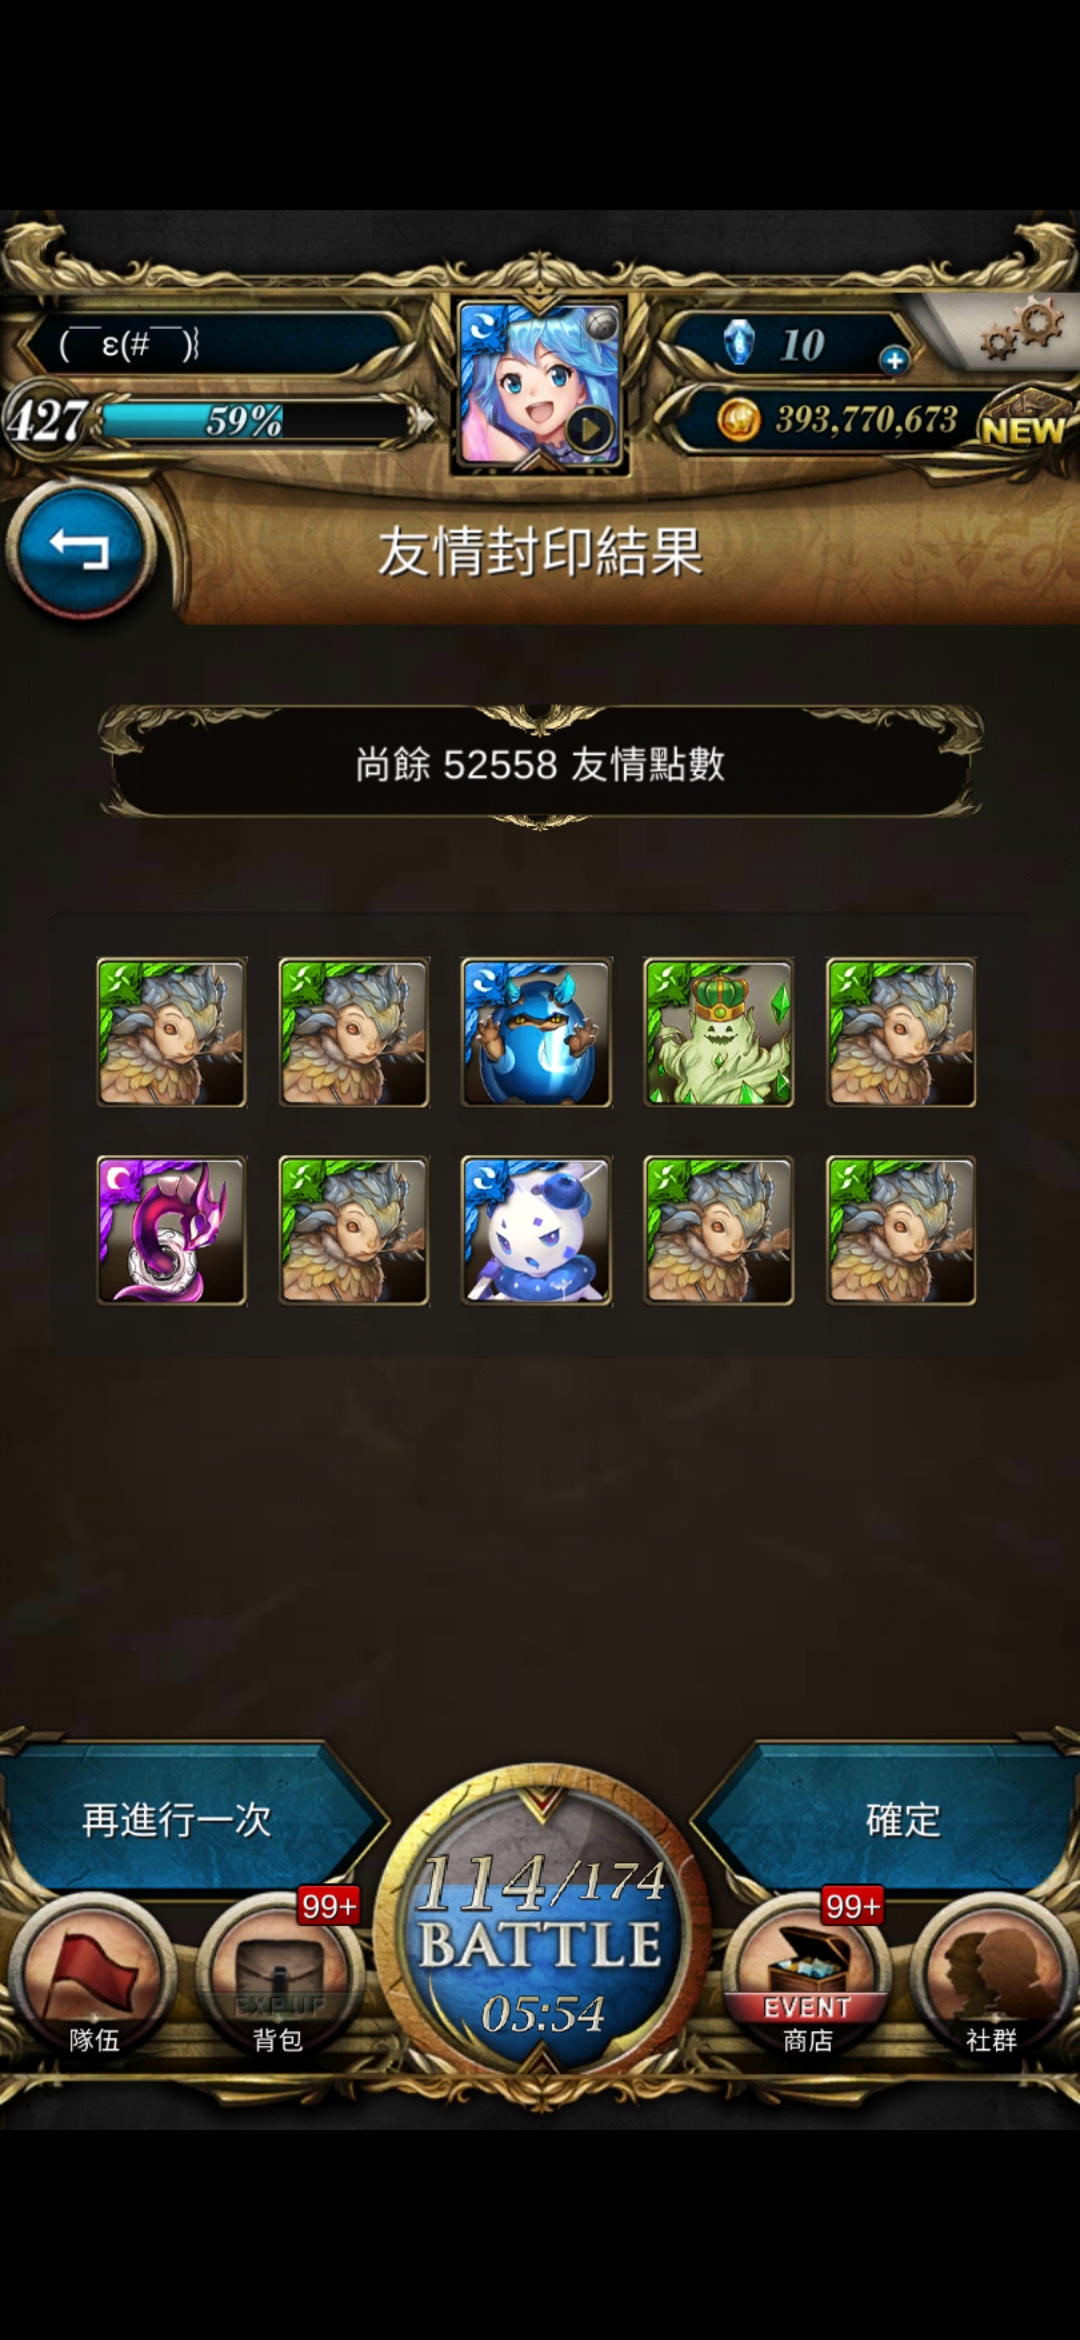 (￣ε(#￣)⌇
10
427
59%
393,770,673
NEW
友情封印結果
尚餘 52558 友情點數
再進行一次
確定
114/174
BATTLE
05:54
99+
99+
EXP UP
EVENT
隊伍
背包
商店
社群